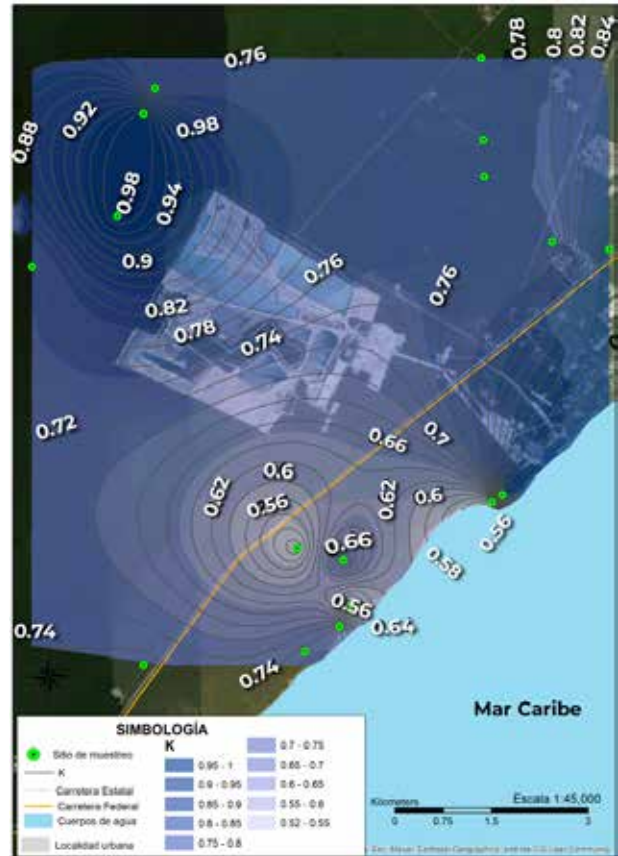 0.76
0.78
0.8
0.82
0.84
0.88
0.92
0.98
0.98
0.94
0.9
0.76
0.76
0.82
0.78
0.74
0.72
0.66
0.7
0.62
0.6
0.56
0.62
0.6
0.56
0.66
0.58
0.56
0.64
0.74
0.74
Mar Caribe
SIMBOLOGÍA
Sitio de muestreo
K
Carretera Estatal
Carretera Federal
Cuerpos de agua
Localidad urbana
K
0.95 - 1
0.9 - 0.95
0.85 - 0.9
0.8 - 0.85
0.75 - 0.8
0.7 - 0.75
0.65 - 0.7
0.6 - 0.65
0.55 - 0.6
0.52 - 0.55
Kilometers
Escala 1:45,000
0 0.75 1.5 3